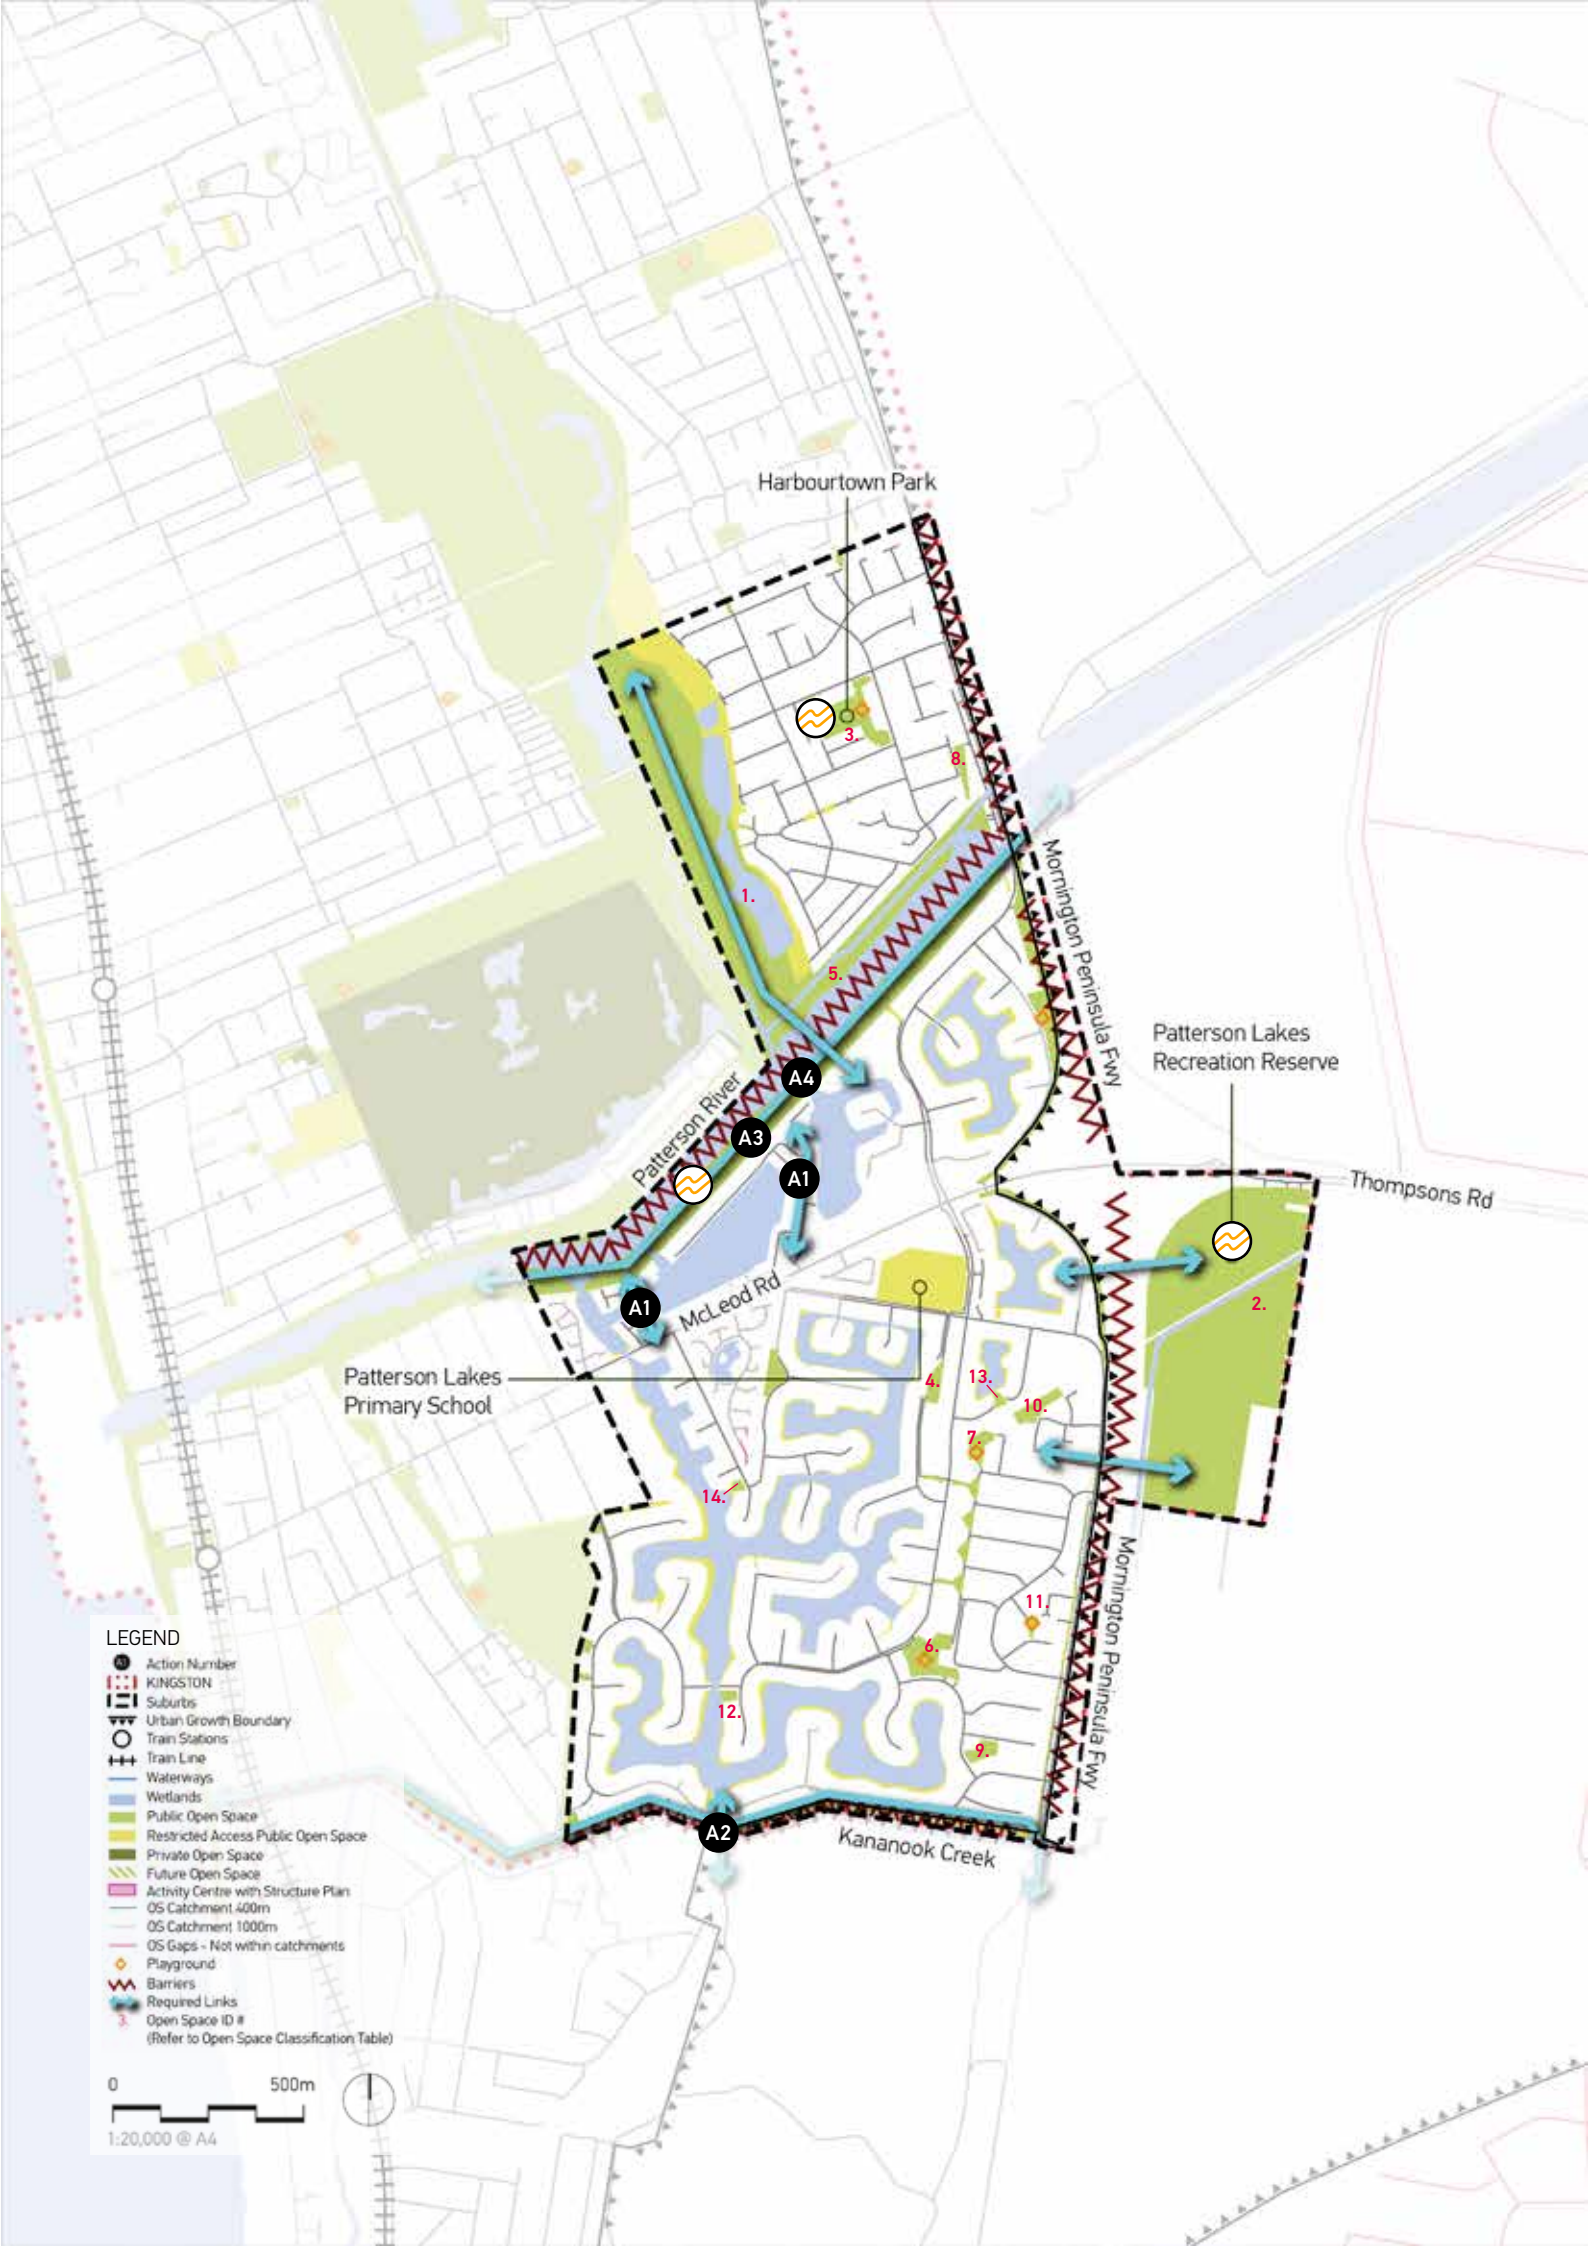 Harbourtown Park
3.
8.
1.
Mornington Peninsula Fwy
5.
Patterson Lakes
Recreation Reserve
A4
Patterson River
A3
A1
Thompsons Rd
2.
A1
McLeod Rd
Patterson Lakes
Primary School
4.
13.
10.
7.
14.
Mornington Peninsula Fwy
11.
6.
12.
9.
A2
Kananook Creek
LEGEND
Action Number
KINGSTON
Suburbs
Urban Growth Boundary
Train Stations
Train Line
Waterways
Wetlands
Public Open Space
Restricted Access Public Open Space
Private Open Space
Future Open Space
Activity Centre with Structure Plan
OS Catchment 400m
OS Catchment 1000m
OS Gaps - Not within catchments
Playground
Barriers
Required Links
3. Open Space ID #
(Refer to Open Space Classification Table)
0 500m
1:20,000 @ A4